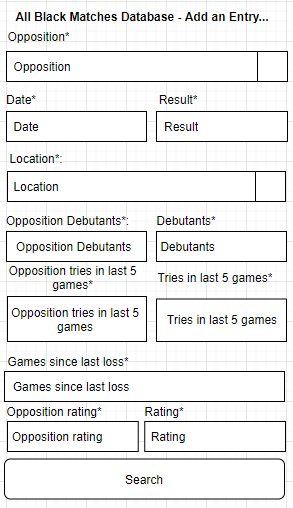 All Black Matches Database - Add an Entry...
Opposition*
Opposition
Date* Result*
Date Result
Location*:
Location
Opposition Debutants*: Debutants*
Opposition Debutants Debutants
Opposition tries in last 5
games*
Tries in last 5 games*
Opposition tries in last 5
games
Tries in last 5 games
Games since last loss*
Games since last loss
Opposition rating* Rating*
Opposition rating Rating
Search